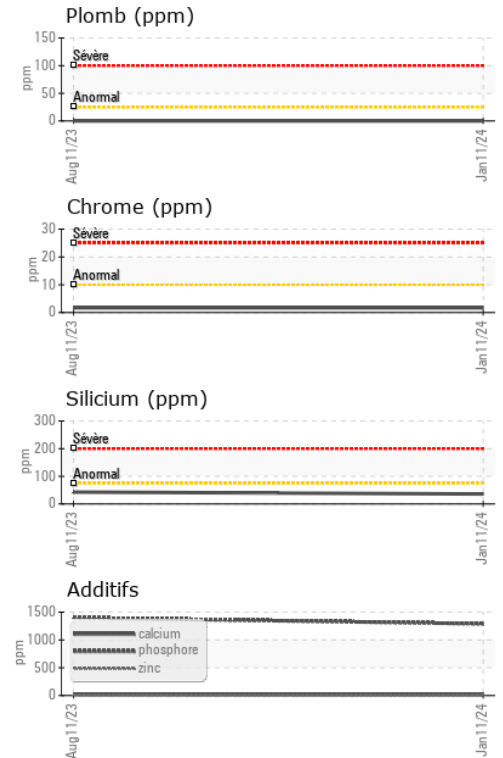 Plomb (ppm)
150
Sévère
100
ppm
50
Anormal
0
Aug11/23
Jan11/24
Chrome (ppm)
30
Sévère
20
ppm
Anormal
10
0
Aug11/23
Jan11/24
Silicium (ppm)
300
Sévère
200
ppm
100
Anormal
0
Aug11/23
Jan11/24
Additifs
1500
calcium
1000
phosphore
ppm
zinc
500
0
Aug11/23
Jan11/24